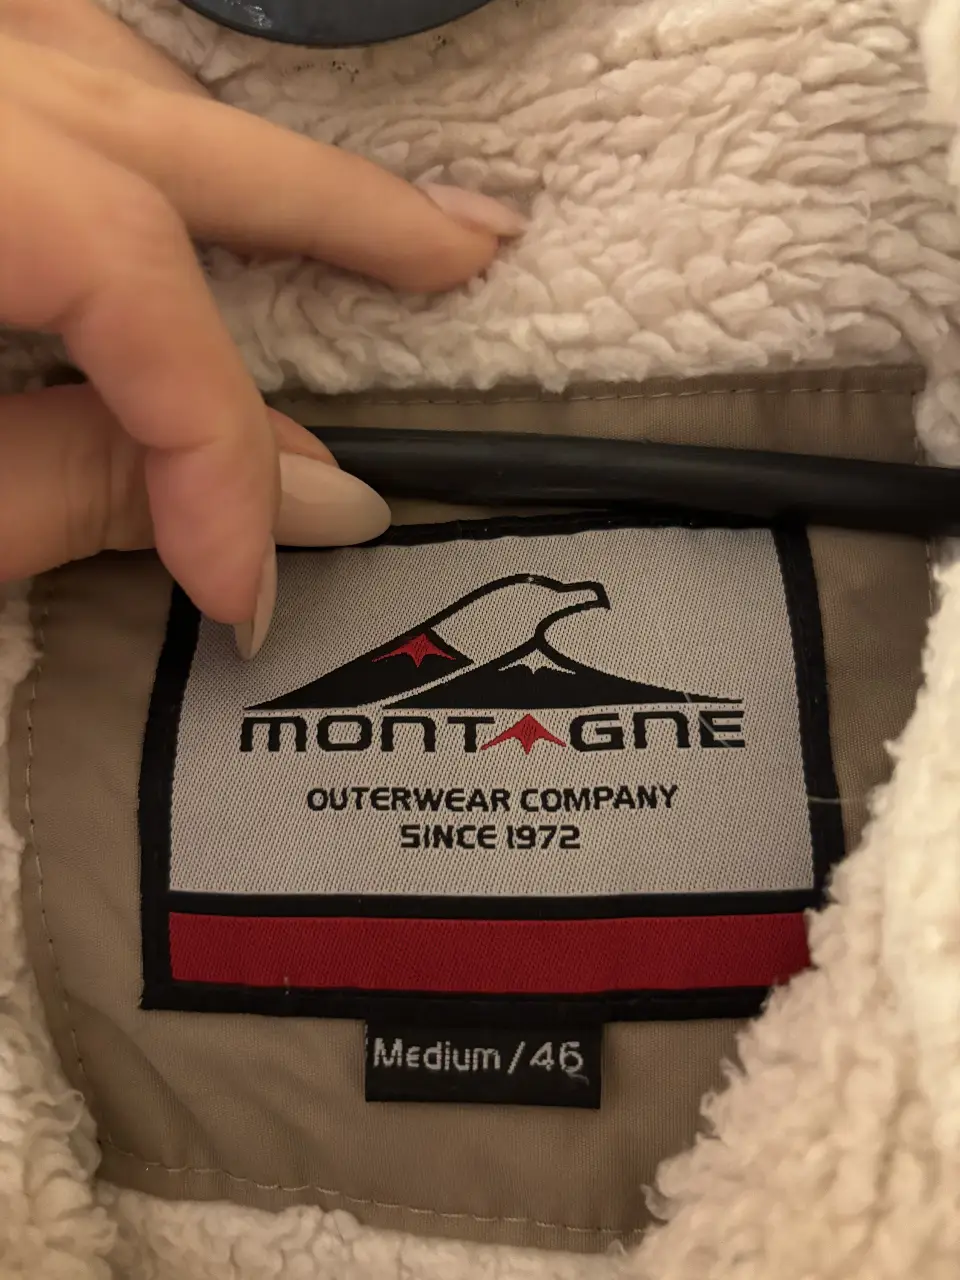 MONTAGNE
OUTERWEAR COMPANY
SINCE 1972
Medium / 46